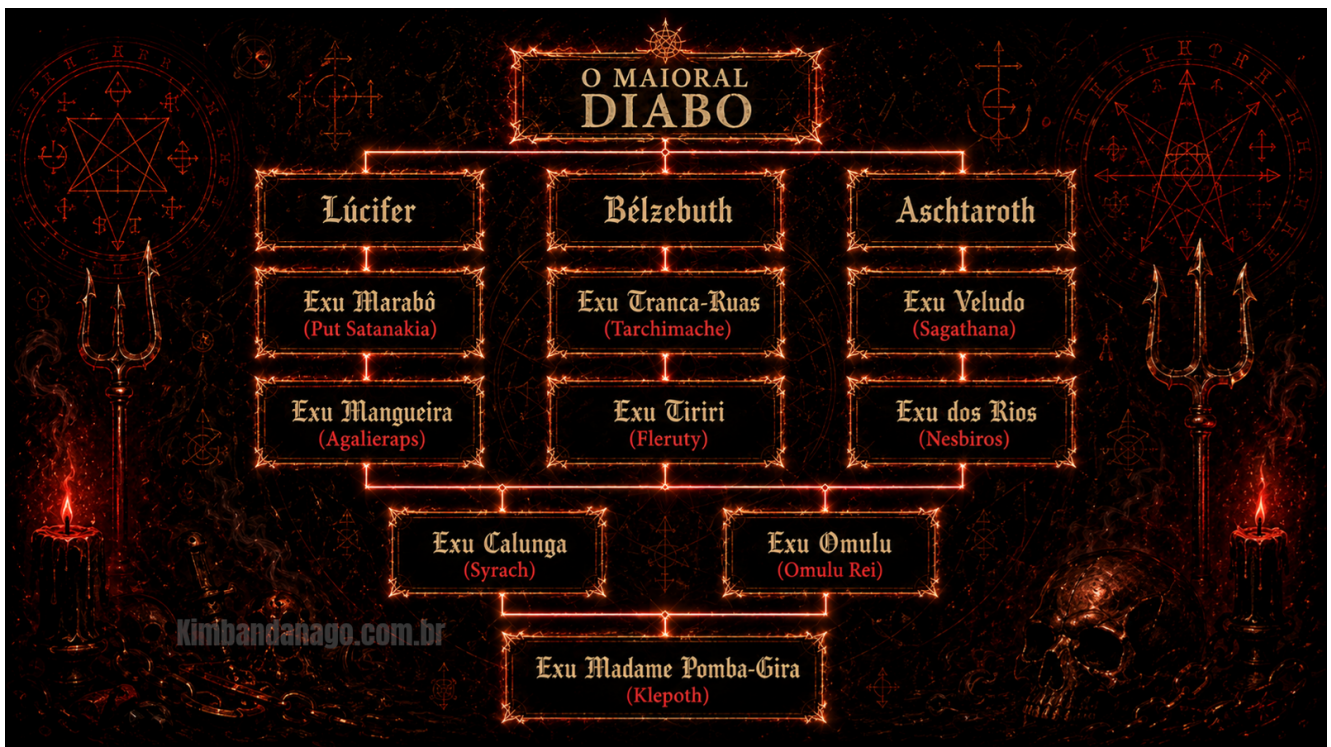 O MAIORAL
DIABO
Lúcifer
Bélzebuth
Aschtaroth
Exu Marabô
(Put Satanakia)
Exu Tranca-Ruas
(Tarchimache)
Exu Veludo
(Sagathana)
Exu Mangueira
(Agalieraps)
Exu Tiriri
(Fleruty)
Exu dos Rios
(Nesbiros)
Exu Calunga
(Syrach)
Exu Omulu
(Omulu Rei)
Kimbandanago.com.br
Exu Madame Pomba-Gira
(Klepoth)